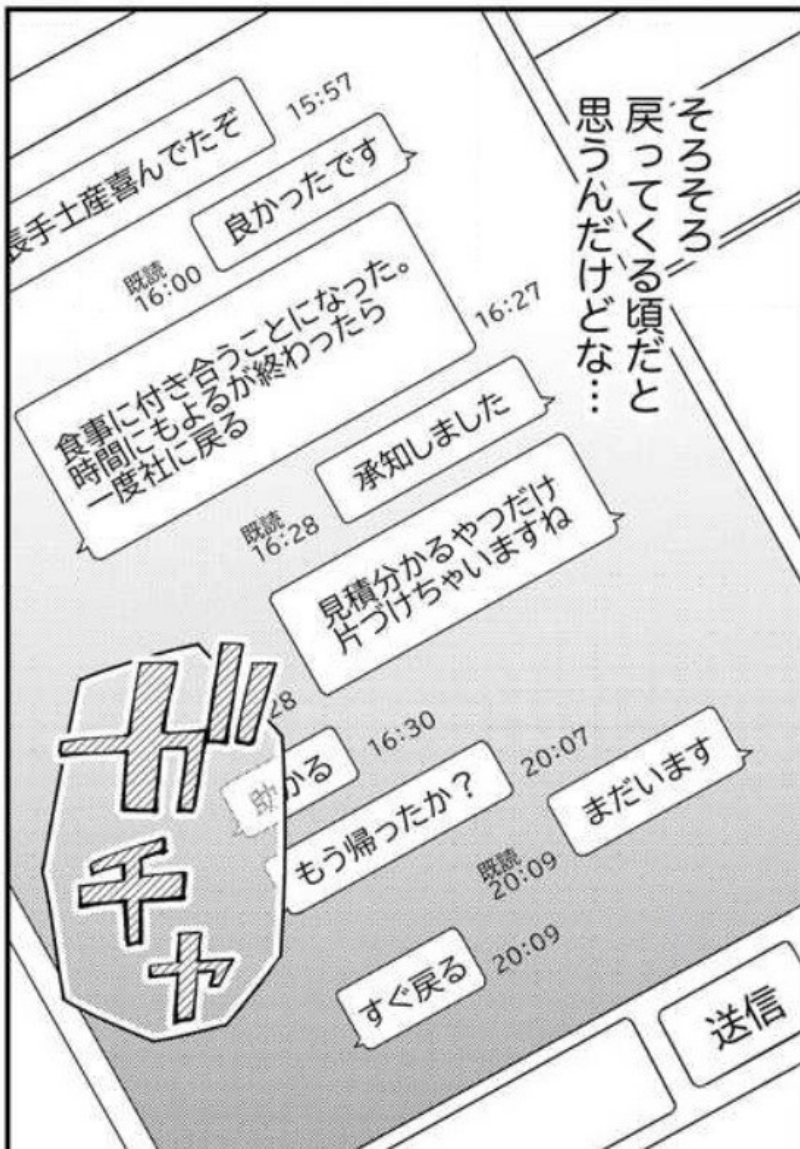 そろそろ
戻ってくる頃だと
思うんだけどな…
長手土産喜んでたぞ
15:57
良かったです
既読
16:00
食事に付き合うことになった。
時間にもよるが終わったら
一度社に戻る
16:27
承知しました
既読
16:28
見積分かるやつだけ
片づけちゃいますね
28
助かる
16:30
もう帰ったか？
20:07
まだいます
既読
20:09
すぐ戻る
20:09
送信
ガチャ